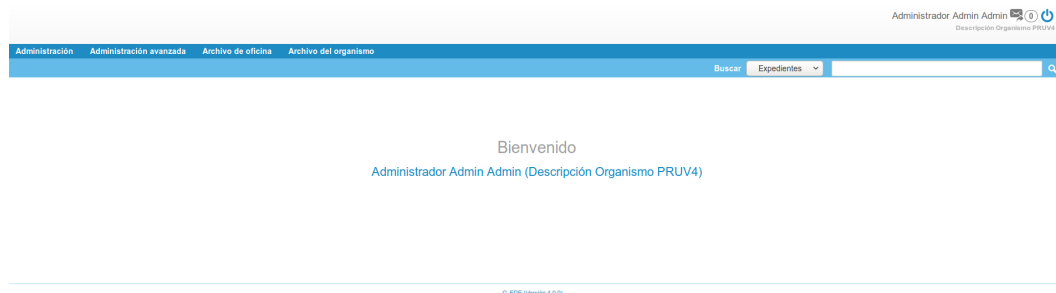 Administrador Admin Admin 0
Descripción Organismo PRUV4
Administración Administración avanzada Archivo de oficina Archivo del organismo
Buscar Expedientes
Bienvenido
Administrador Admin Admin (Descripción Organismo PRUV4)